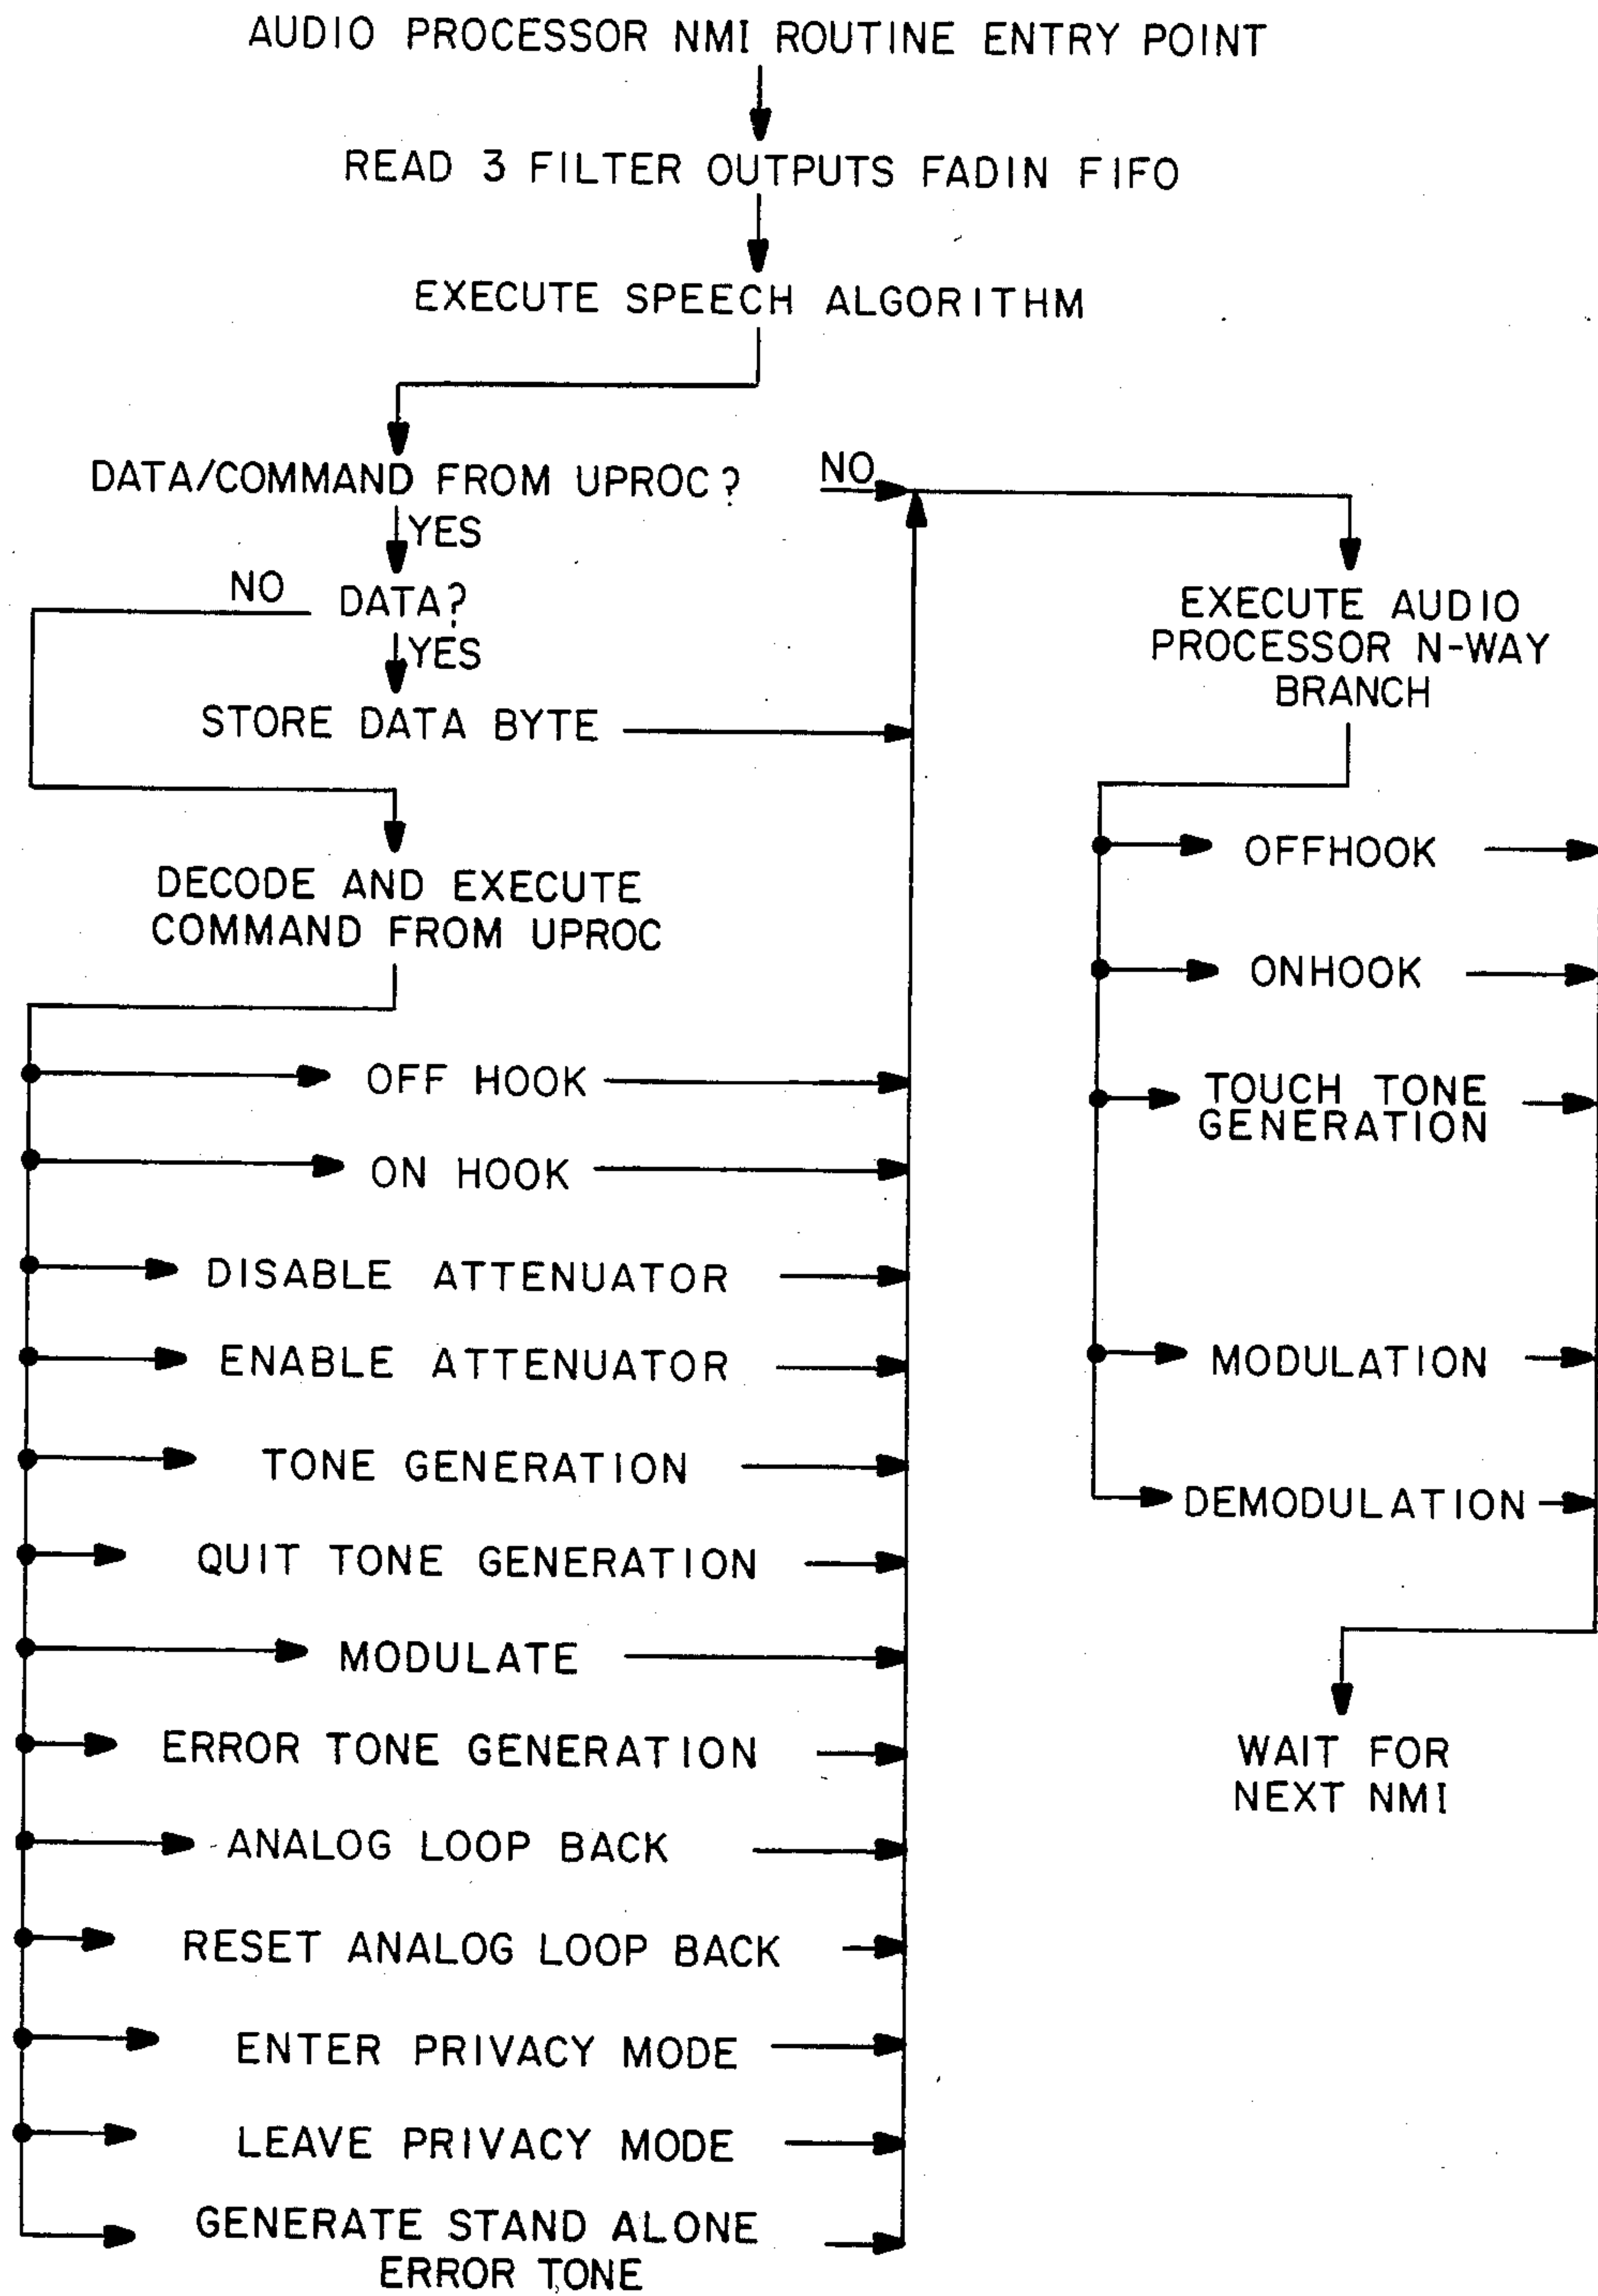 AUDIO PROCESSOR NMI ROUTINE ENTRY POINT
READ 3 FILTER OUTPUTS FADIN FIFO
EXECUTE SPEECH ALGORITHM
DATA/COMMAND FROM UPROC?
NO
YES
NO
DATA?
YES
STORE DATA BYTE
DECODE AND EXECUTE
COMMAND FROM UPROC
OFF HOOK
ON HOOK
DISABLE ATTENUATOR
ENABLE ATTENUATOR
TONE GENERATION
QUIT TONE GENERATION
MODULATE
ERROR TONE GENERATION
ANALOG LOOP BACK
RESET ANALOG LOOP BACK
ENTER PRIVACY MODE
LEAVE PRIVACY MODE
GENERATE STAND ALONE
ERROR TONE
EXECUTE AUDIO
PROCESSOR N-WAY
BRANCH
OFFHOOK
ONHOOK
TOUCH TONE
GENERATION
MODULATION
DEMODULATION
WAIT FOR
NEXT NMI